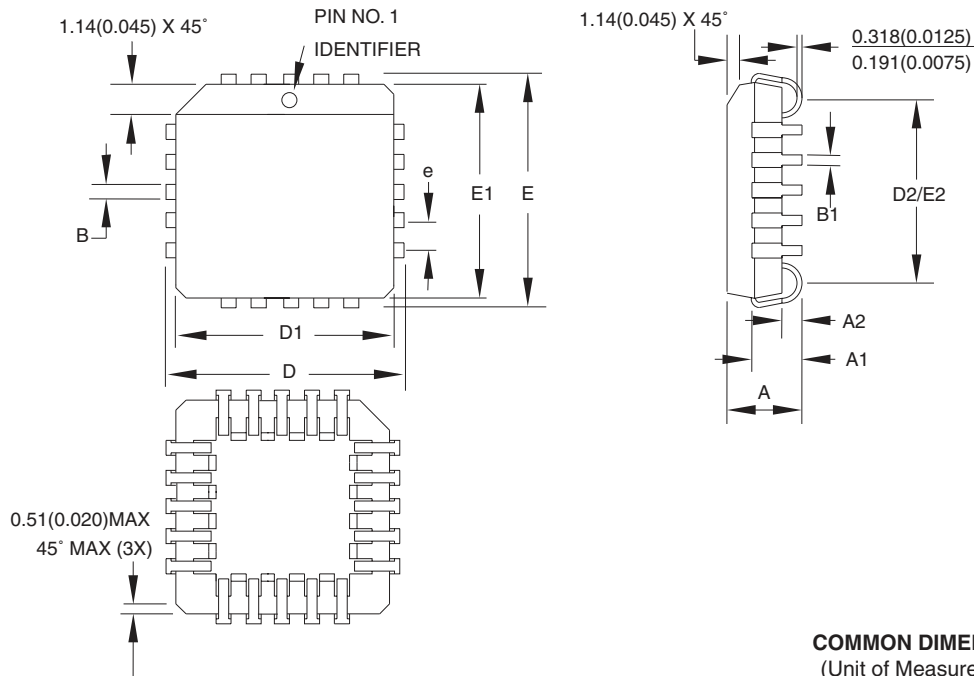 1.14(0.045) X 45˚
PIN NO. 1
IDENTIFIER
1.14(0.045) X 45˚
0.318(0.0125)
0.191(0.0075)
e
E1
E
B
B1
D2/E2
D1
D
A2
A1
A
0.51(0.020)MAX
45˚ MAX (3X)
COMMON DIME
(Unit of Measure